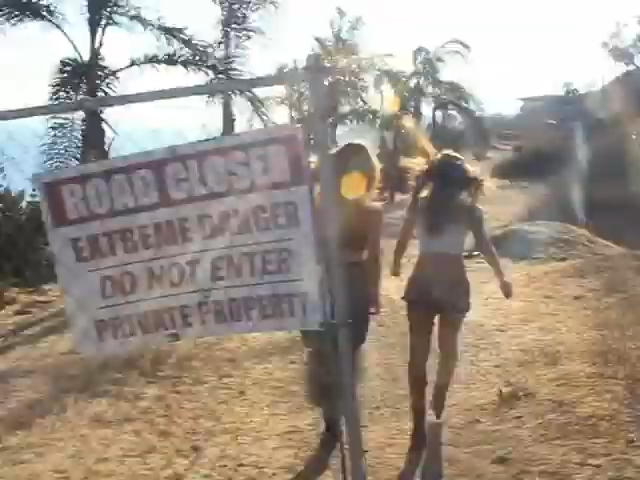 ROAD CLOSED
EXTREME DANGER
DO NOT ENTER
PRIVATE PROPERTY